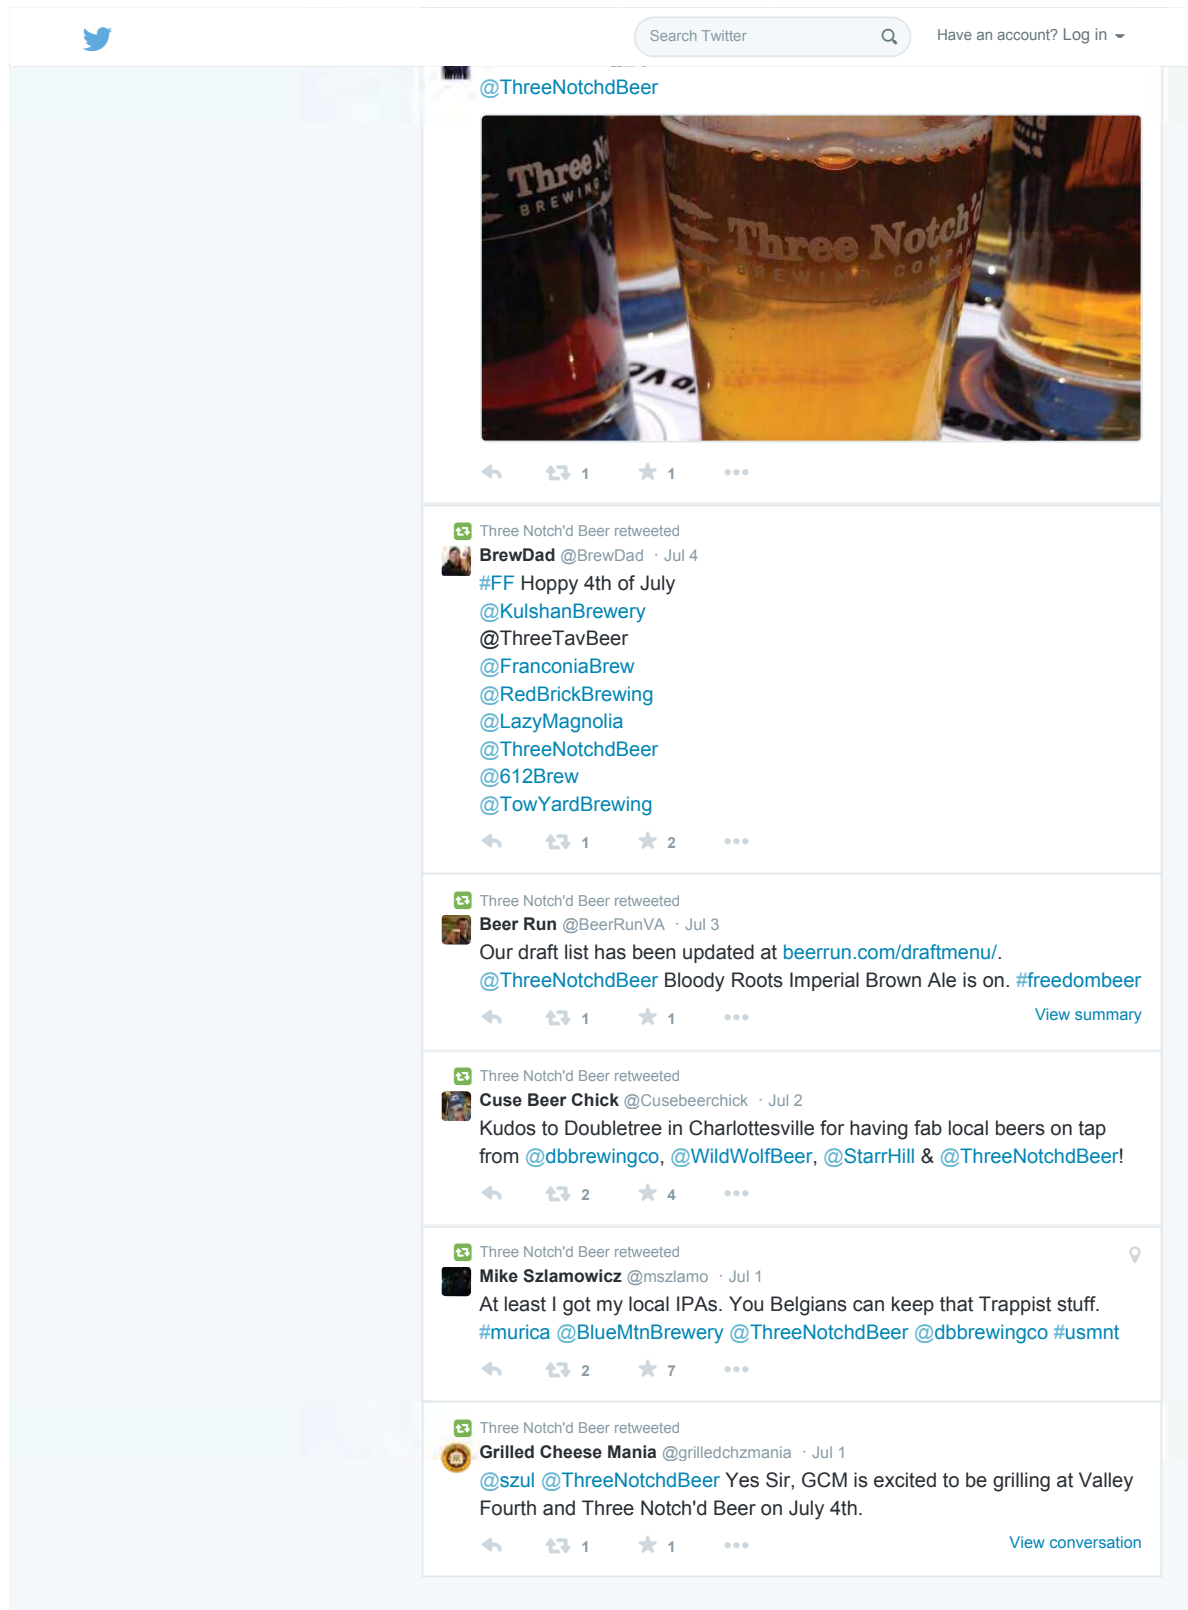 Search Twitter
Have an account? Log in
@ThreeNotchdBeer
Three N
BREWING C
Three Notch'd
BREWING COMPANY
1 1
Three Notch'd Beer retweeted
BrewDad @BrewDad · Jul 4
#FF Hoppy 4th of July
@KulshanBrewery
@ThreeTavBeer
@FranconiaBrew
@RedBrickBrewing
@LazyMagnolia
@ThreeNotchdBeer
@612Brew
@TowYardBrewing
1 2
Three Notch'd Beer retweeted
Beer Run @BeerRunVA · Jul 3
Our draft list has been updated at beerrun.com/draftmenu/.
@ThreeNotchdBeer Bloody Roots Imperial Brown Ale is on. #freedombeer
1 1 View summary
Three Notch'd Beer retweeted
Cuse Beer Chick @Cusebeerchick · Jul 2
Kudos to Doubletree in Charlottesville for having fab local beers on tap
from @dbbrewingco, @WildWolfBeer, @StarrHill & @ThreeNotchdBeer!
2 4
Three Notch'd Beer retweeted
Mike Szlamowicz @mszlamo · Jul 1
At least I got my local IPAs. You Belgians can keep that Trappist stuff.
#murica @BlueMtnBrewery @ThreeNotchdBeer @dbbrewingco #usmnt
2 7
Three Notch'd Beer retweeted
Grilled Cheese Mania @grilledchzmania · Jul 1
@szul @ThreeNotchdBeer Yes Sir, GCM is excited to be grilling at Valley
Fourth and Three Notch'd Beer on July 4th.
1 1 View conversation